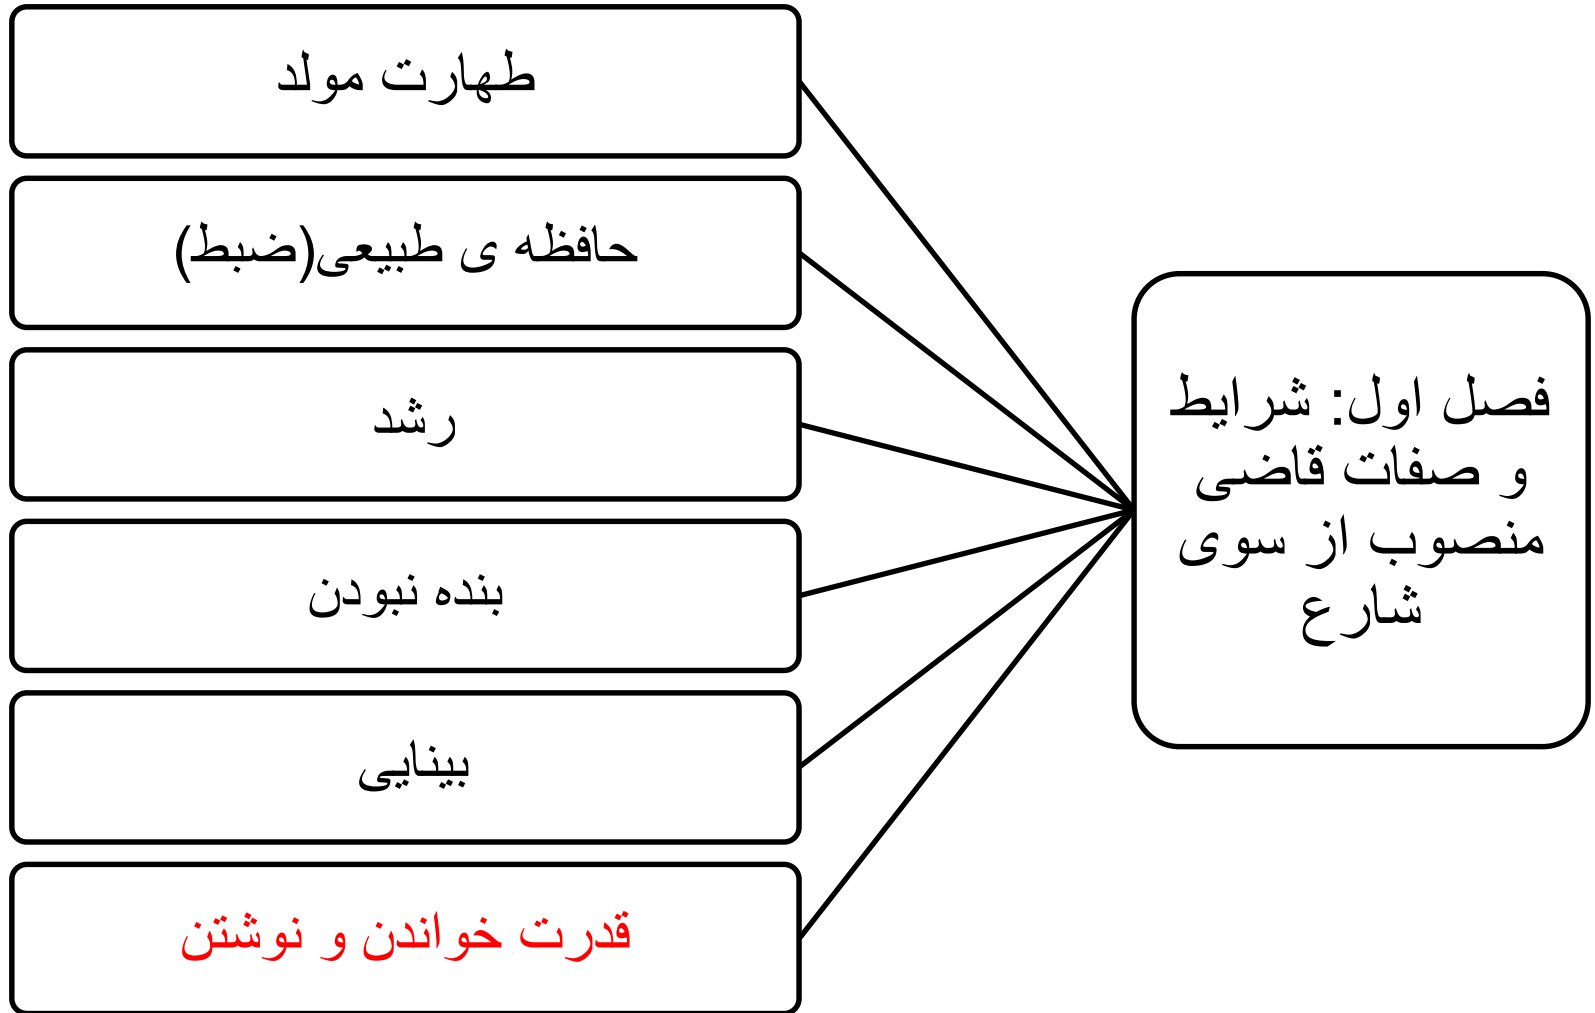 فصل اول: شرایط
و صفات قاضی
منصوب از سوی
شارع
طهارت مولد
حافظه ی طبیعی(ضبط)
رشد
بنده نبودن
بینایی
قدرت خواندن و نوشتن